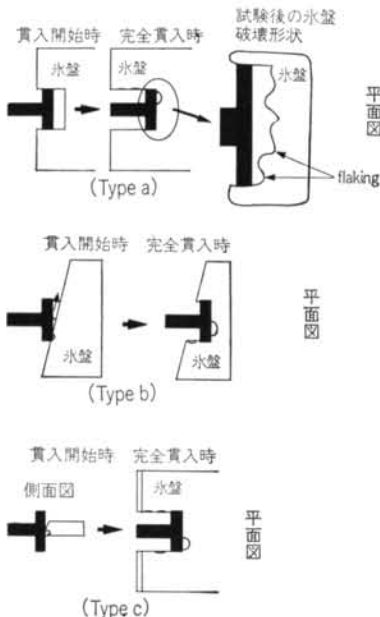 貫入開始時 完全貫入時 試験後の氷盤
破壊形状
氷盤 氷盤 氷盤
平面図
flaking
(Type a)
貫入開始時 完全貫入時
平面図
氷盤 氷盤
(Type b)
貫入開始時 完全貫入時
側面図 氷盤
平面図
(Type c)